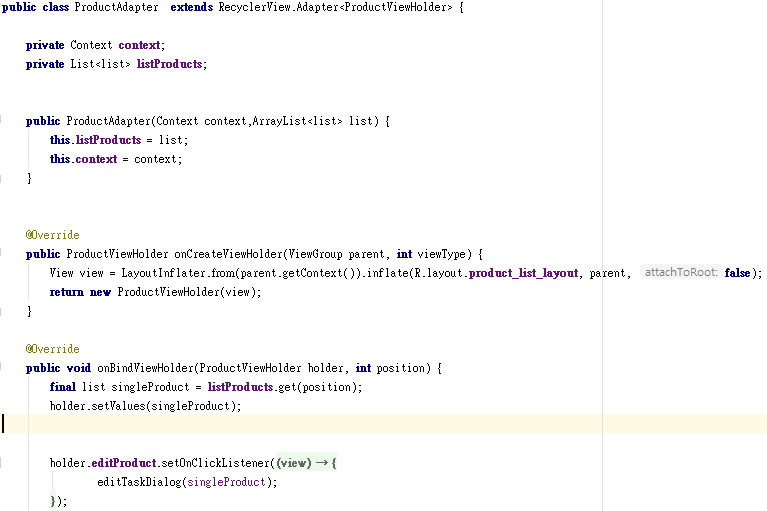 public class ProductAdapter  extends RecyclerView.Adapter<ProductViewHolder> {
private Context context;
private List<list> listProducts;
public ProductAdapter(Context context,ArrayList<list> list) {
this.listProducts = list;
this.context = context;
}
@Override
public ProductViewHolder onCreateViewHolder(ViewGroup parent, int viewType) {
View view = LayoutInflater.from(parent.getContext()).inflate(R.layout.product_list_layout, parent, attachToRoot: false);
return new ProductViewHolder(view);
}
@Override
public void onBindViewHolder(ProductViewHolder holder, int position) {
final list singleProduct = listProducts.get(position);
holder.setValues(singleProduct);
holder.editProduct.setOnClickListener((view) → {
editTaskDialog(singleProduct);
});